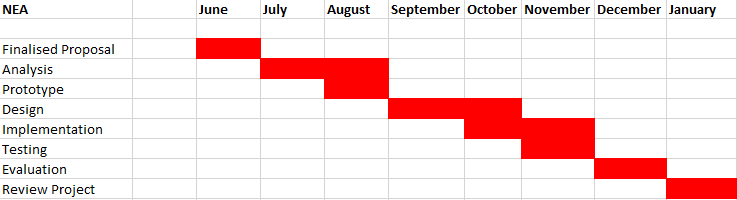 NEA June July August September October November December January
Finalised Proposal
Analysis
Prototype
Design
Implementation
Testing
Evaluation
Review Project